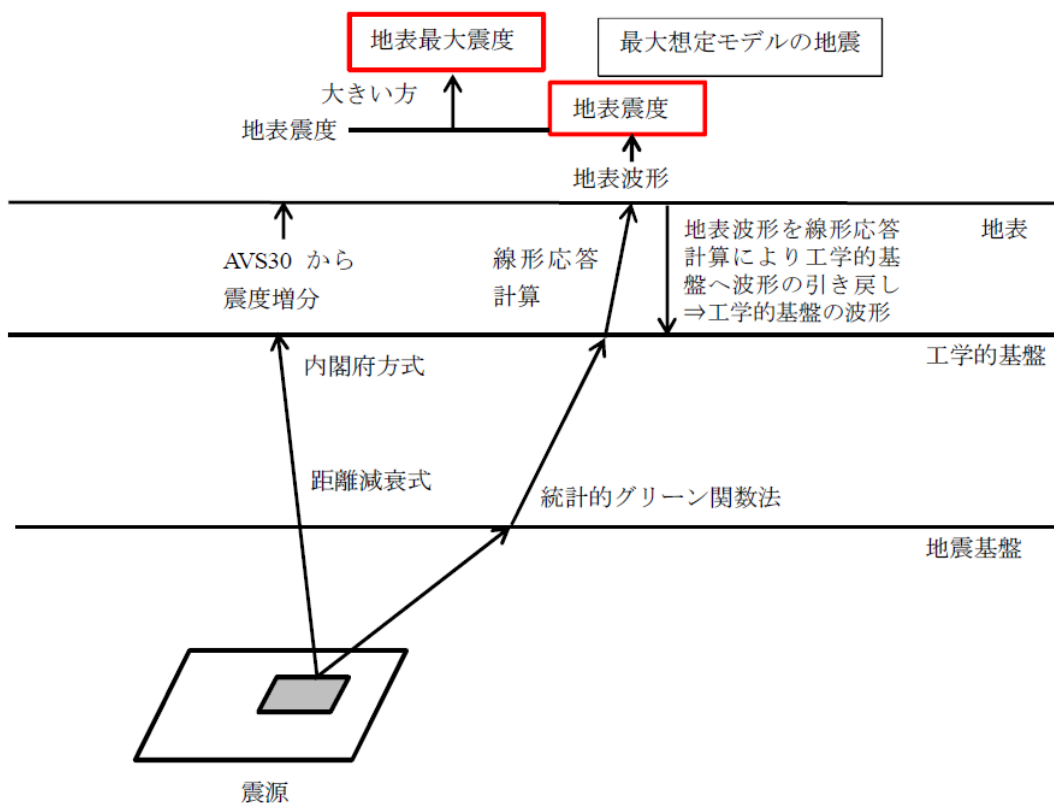 地表最大震度
最大想定モデルの地震
大きい方
地表震度
地表震度
地表波形
AVS30 から
震度増分
線形応答
計算
地表波形を線形応答
計算により工学的基
盤へ波形の引き戻し
⇒工学的基盤の波形
地表
内閣府方式
工学的基盤
距離減衰式
統計的グリーン関数法
地震基盤
震源